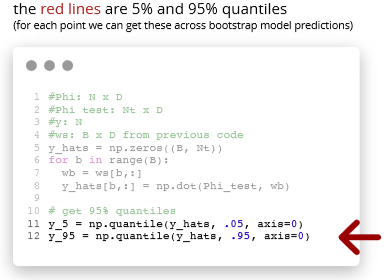 the red lines are 5% and 95% quantiles
(for each point we can get these across bootstrap model predictions)
1 #Phi: N x D
2 #Phi test: Nt x D
3 #y: N
4 #ws: B x D from previous code
5 y_hats = np.zeros((B, Nt))
6 for b in range(B):
7 wb = ws[b,:]
8 y_hats[b,:] = np.dot(Phi_test, wb)
9
10 # get 95% quantiles
11 y_5 = np.quantile(y_hats, .05, axis=0)
12 y_95 = np.quantile(y_hats, .95, axis=0)